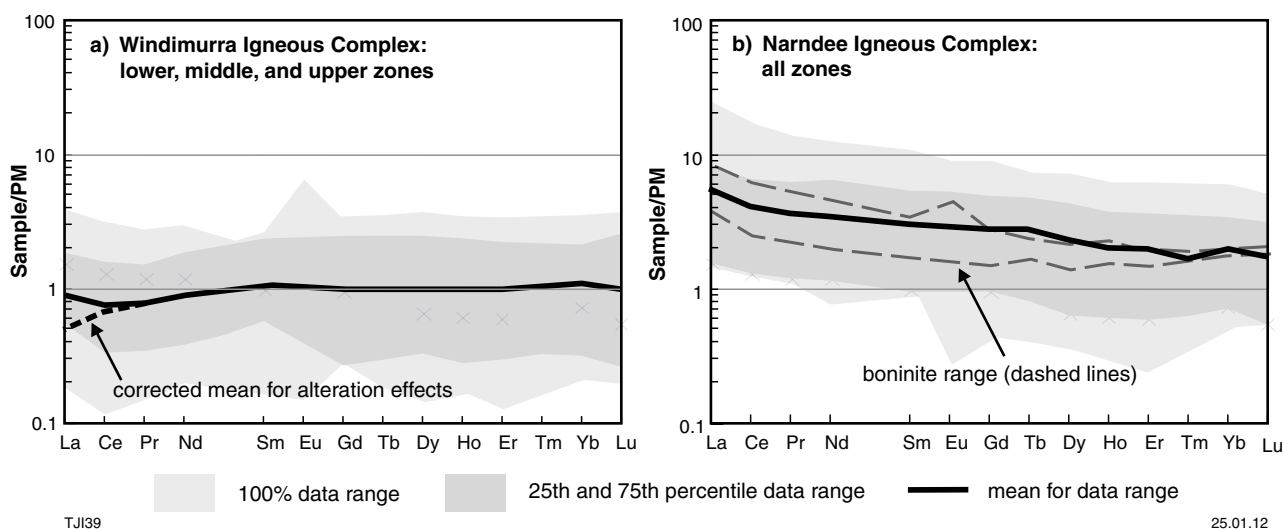 100
10
1
0.1
Sample/PM
a) Windimurra Igneous Complex:
lower, middle, and upper zones
corrected mean for alteration effects
La Ce Pr Nd Sm Eu Gd Tb Dy Ho Er Tm Yb Lu
100
10
1
0.1
Sample/PM
b) Narndee Igneous Complex:
all zones
boninite range (dashed lines)
La Ce Pr Nd Sm Eu Gd Tb Dy Ho Er Tm Yb Lu
100% data range 25th and 75th percentile data range mean for data range
TJI39 25.01.12